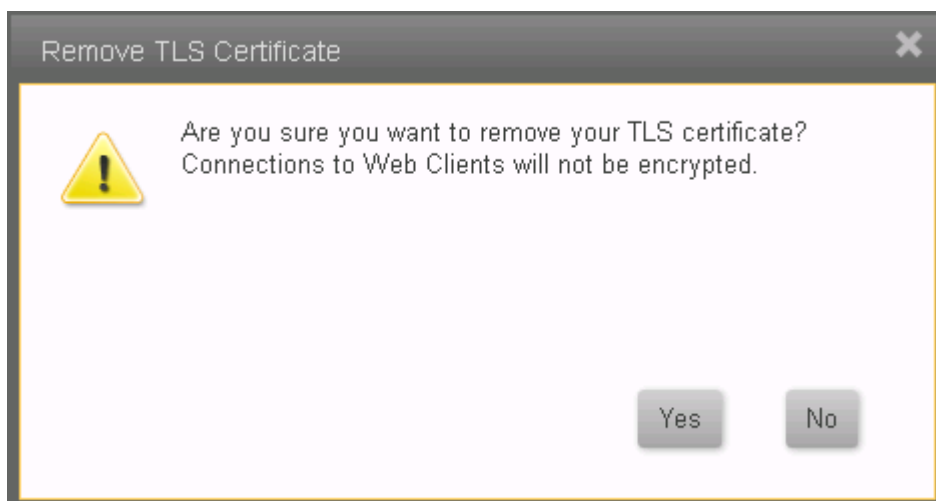 Remove TLS Certificate
Are you sure you want to remove your TLS certificate?
Connections to Web Clients will not be encrypted.
Yes No